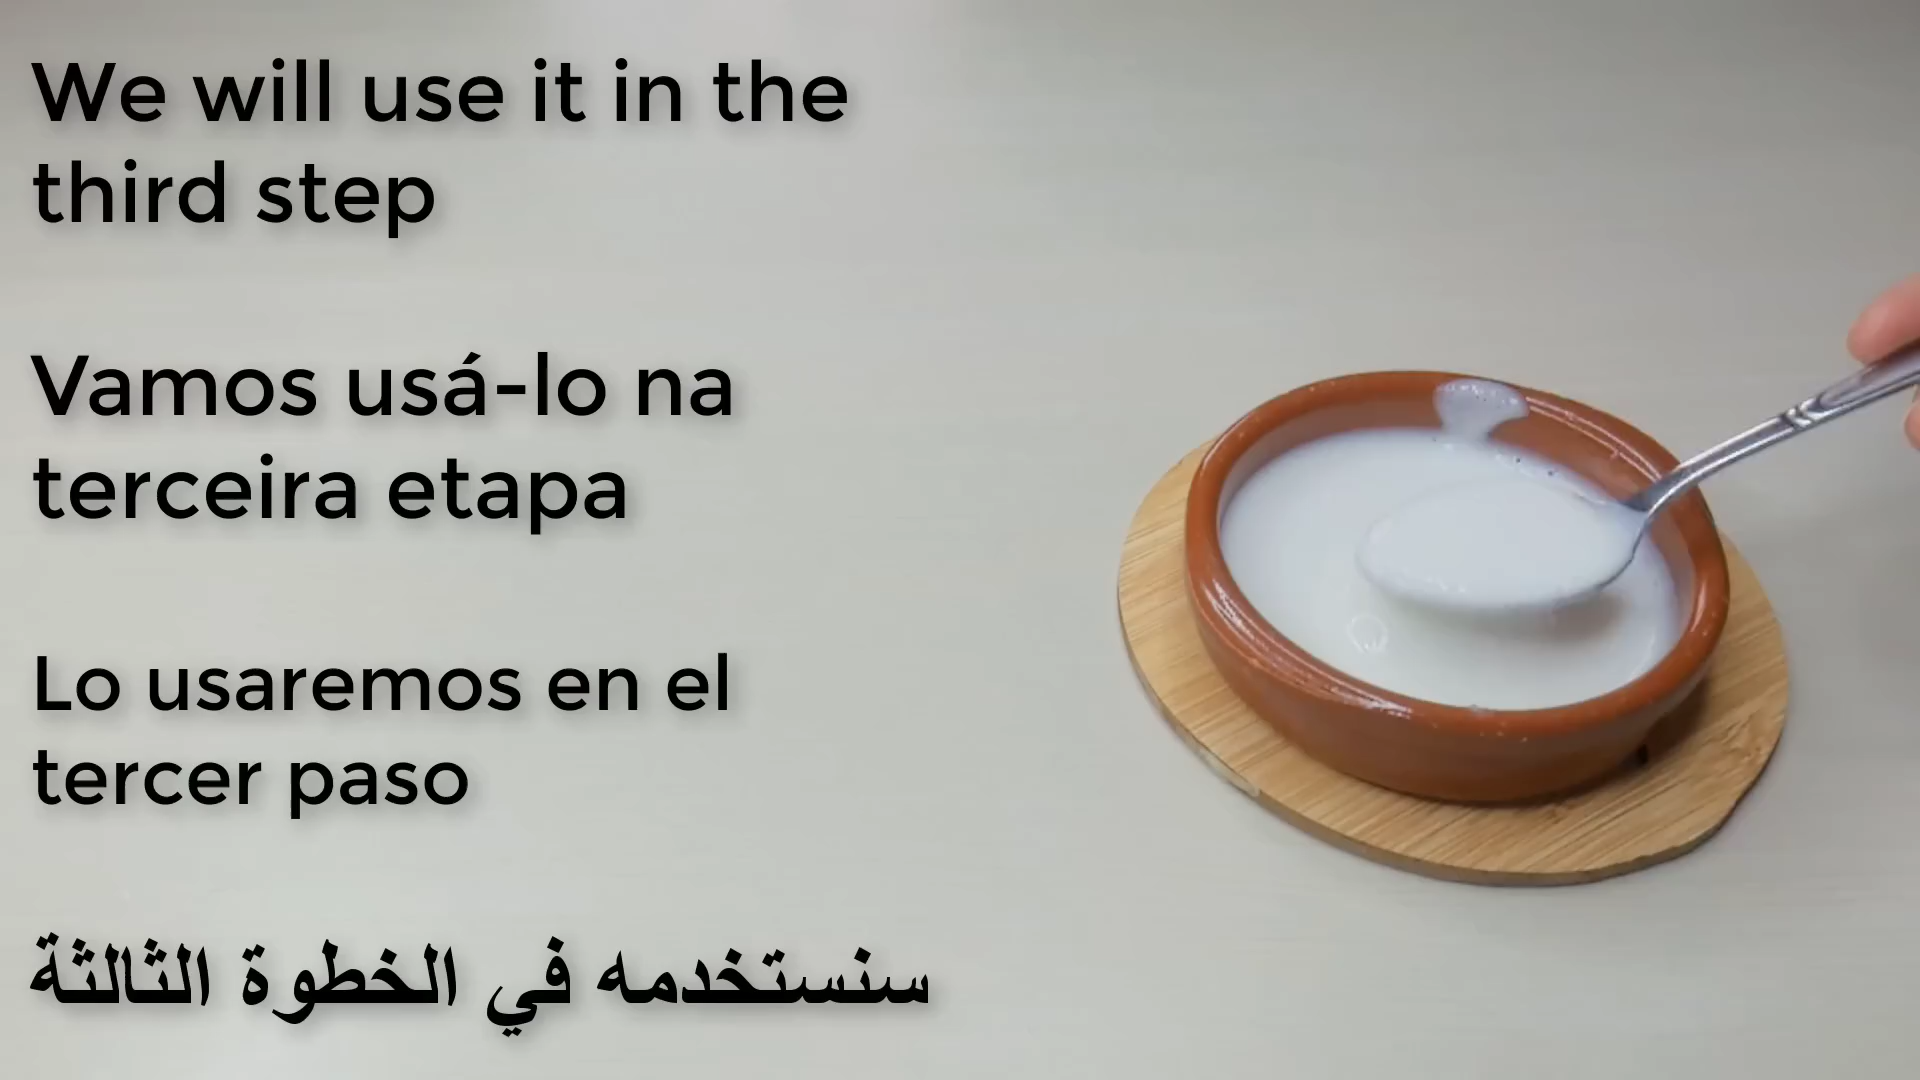 We will use it in the
third step
Vamos usá-lo na
terceira etapa
Lo usaremos en el
tercer paso
سنستخدمه في الخطوة الثالثة